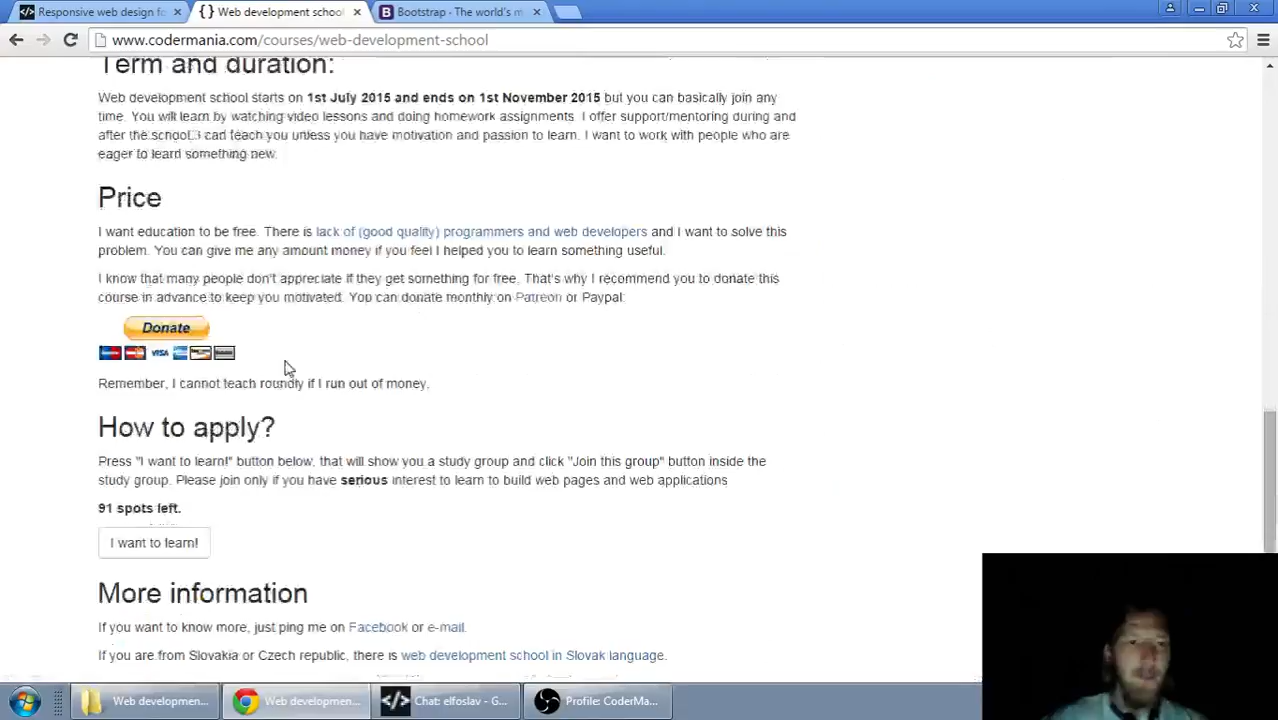 Responsive web design fo
{ } Web development schoo
Bootstrap - The world's m
www.codermania.com/courses/web-development-school
Term and duration:
Web development school starts on 1st July 2015 and ends on 1st November 2015 but you can basically join any
time. You will learn by watching video lessons and doing homework assignments. I offer support/mentoring during and
after the school. I can teach you unless you have motivation and passion to learn. I want to work with people who are
eager to learn something new.
Price
I want education to be free. There is lack of (good quality) programmers and web developers and I want to solve this
problem. You can give me any amount money if you feel I helped you to learn something useful.
I know that many people don't appreciate if they get something for free. That's why I recommend you to donate this
course in advance to keep you motivated. You can donate monthly on Patreon or Paypal:
Donate
VISA
Remember, I cannot teach roundly if I run out of money.
How to apply?
Press "I want to learn!" button below, that will show you a study group and click "Join this group" button inside the
study group. Please join only if you have serious interest to learn to build web pages and web applications
91 spots left.
I want to learn!
More information
If you want to know more, just ping me on Facebook or e-mail.
If you are from Slovakia or Czech republic, there is web development school in Slovak language.
Web developmen...
Web developmen...
Chat: elfoslav - G...
Profile: CoderMa...